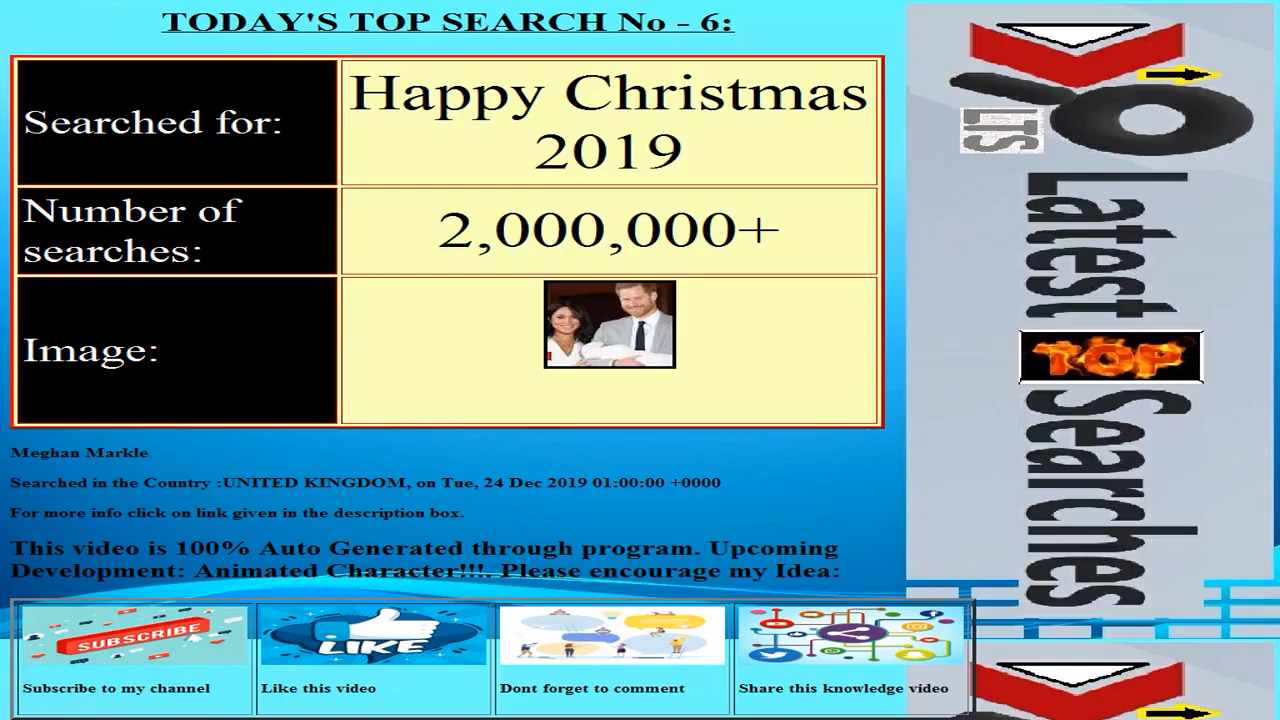 TODAY'S TOP SEARCH No - 6:
Searched for:
Happy Christmas
2019
Number of
searches:
2,000,000+
Image:
Meghan Markle
Searched in the Country :UNITED KINGDOM, on Tue, 24 Dec 2019 01:00:00 +0000
For more info click on link given in the description box.
This video is 100% Auto Generated through program. Upcoming
Development: Animated Character!!!. Please encourage my Idea:
SUBSCRIBE
LIKE
Subscribe to my channel
Like this video
Dont forget to comment
Share this knowledge video
LTS
Latest
TOP
Searches